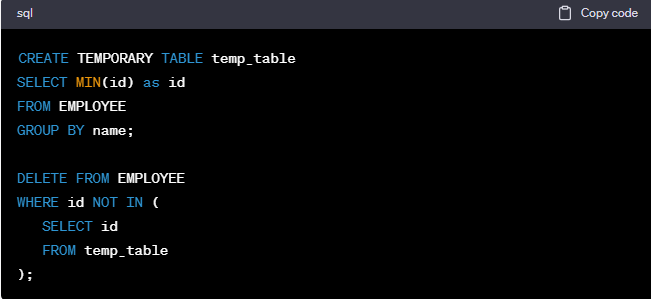 sql
Copy code
CREATE TEMPORARY TABLE temp_table
SELECT MIN(id) as id
FROM EMPLOYEE
GROUP BY name;
DELETE FROM EMPLOYEE
WHERE id NOT IN (
SELECT id
FROM temp_table
);